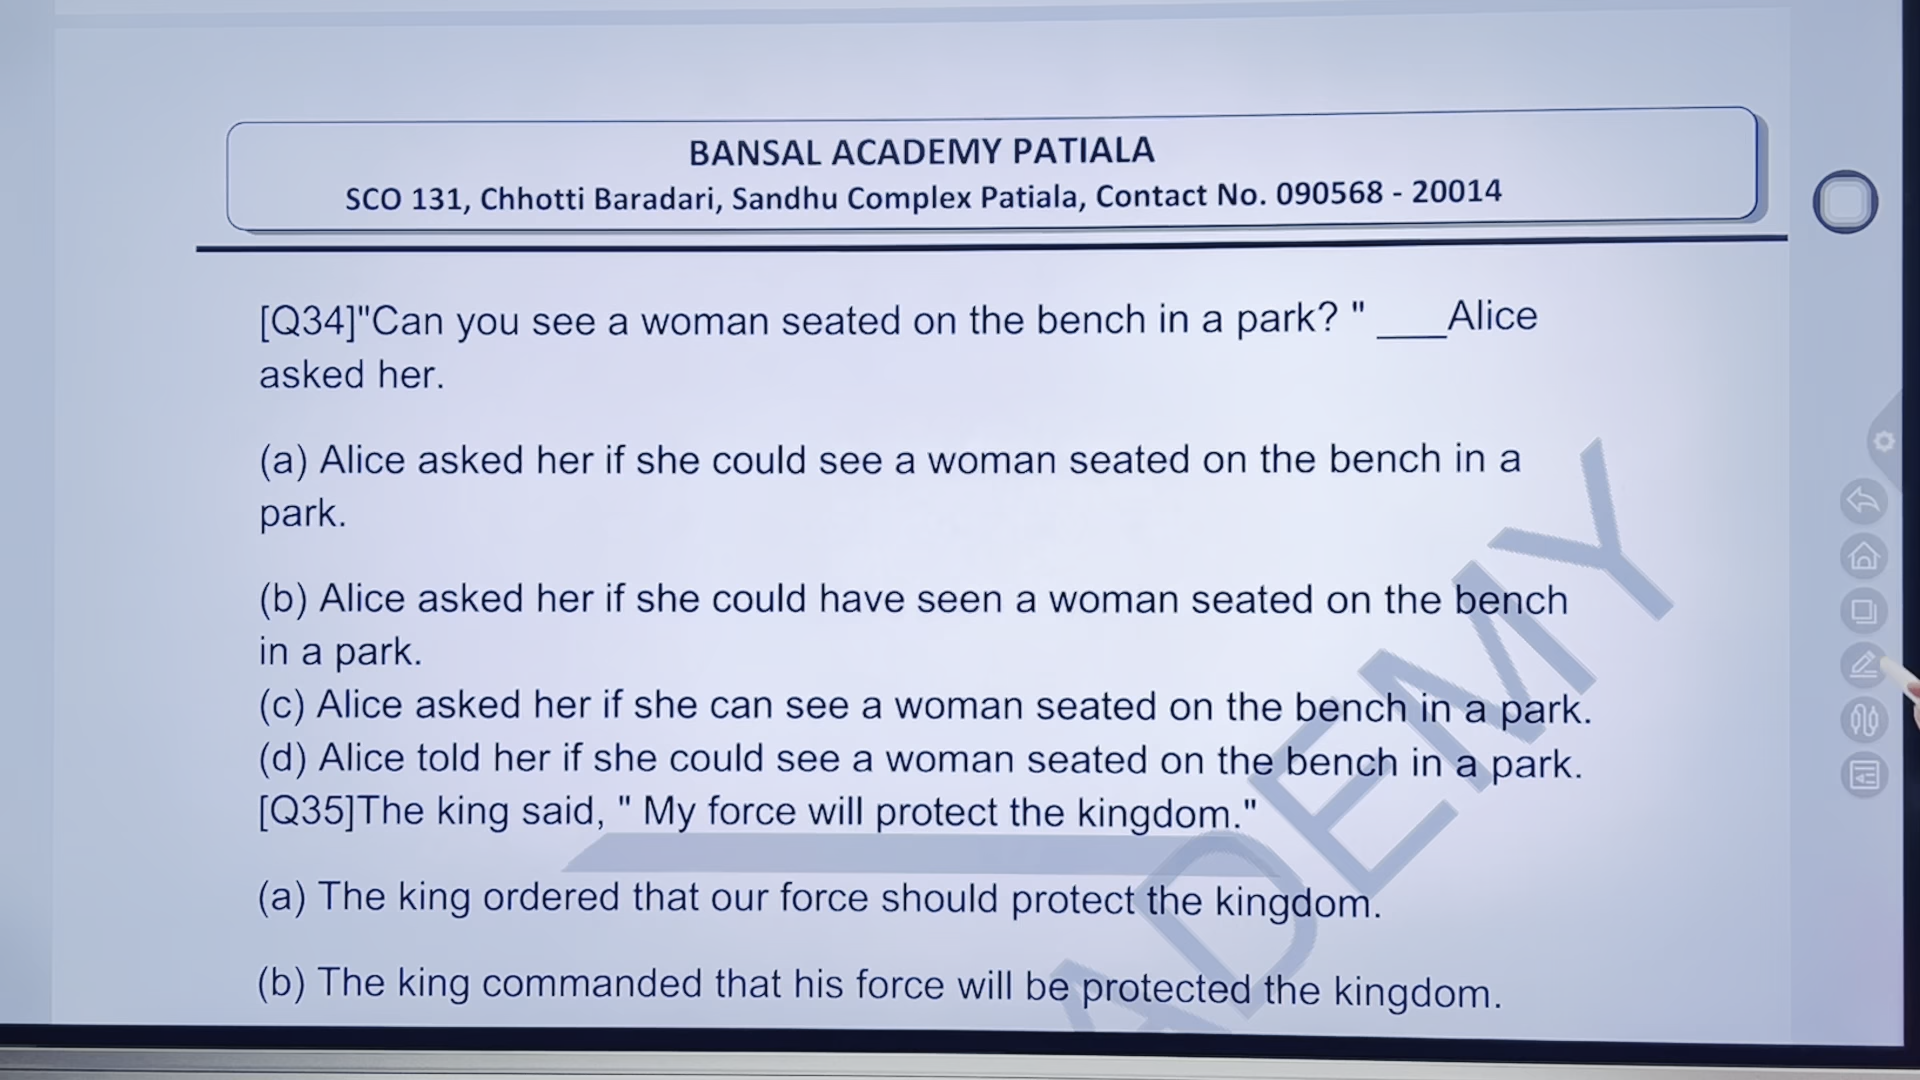 BANSAL ACADEMY PATIALA
SCO 131, Chhotti Baradari, Sandhu Complex Patiala, Contact No. 090568 - 20014
[Q34]"Can you see a woman seated on the bench in a park? " ___Alice
asked her.
(a) Alice asked her if she could see a woman seated on the bench in a
park.
(b) Alice asked her if she could have seen a woman seated on the bench
in a park.
(c) Alice asked her if she can see a woman seated on the bench in a park.
(d) Alice told her if she could see a woman seated on the bench in a park.
[Q35]The king said, " My force will protect the kingdom."
(a) The king ordered that our force should protect the kingdom.
(b) The king commanded that his force will be protected the kingdom.
ADEMY